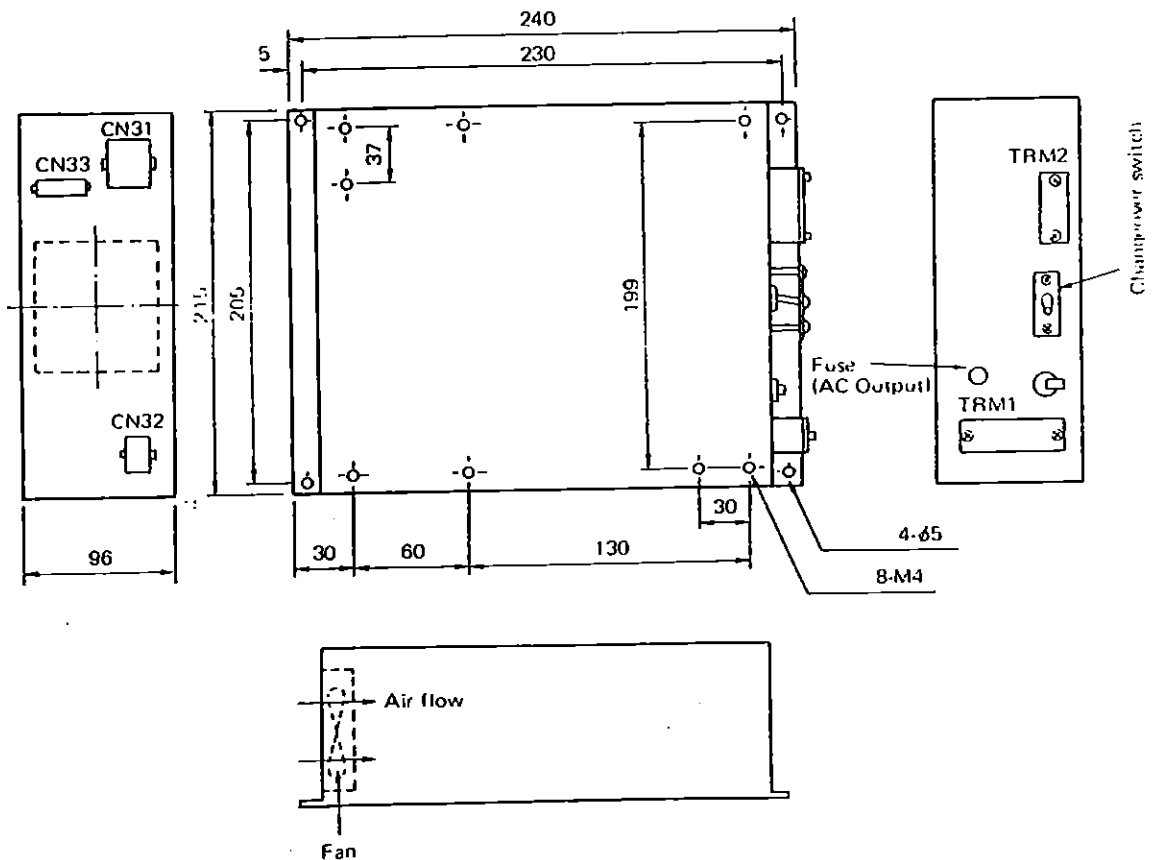 240
5
230
CN31
CN33
37
TRM2
Changeover switch
215
205
199
Fuse
(AC Output)
TRM1
CN32
30
4-ø5
96
30
60
130
8-M4
Air flow
Fan